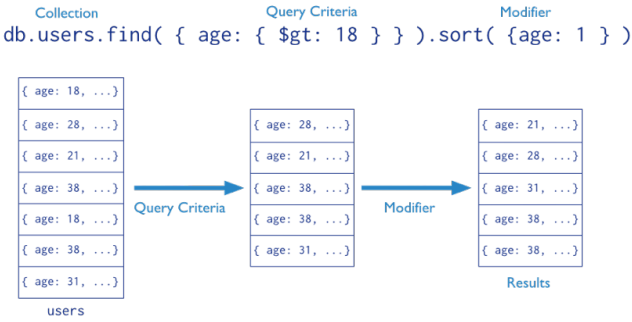 Collection Query Criteria Modifier
db.users.find( { age: { $gt: 18 } } ).sort( {age: 1 } )
{ age: 18, ...}
{ age: 28, ...}
{ age: 21, ...}
{ age: 38, ...}
{ age: 18, ...}
{ age: 38, ...}
{ age: 31, ...}
users
Query Criteria
{ age: 28, ...}
{ age: 21, ...}
{ age: 38, ...}
{ age: 38, ...}
{ age: 31, ...}
Modifier
{ age: 21, ...}
{ age: 28, ...}
{ age: 31, ...}
{ age: 38, ...}
{ age: 38, ...}
Results